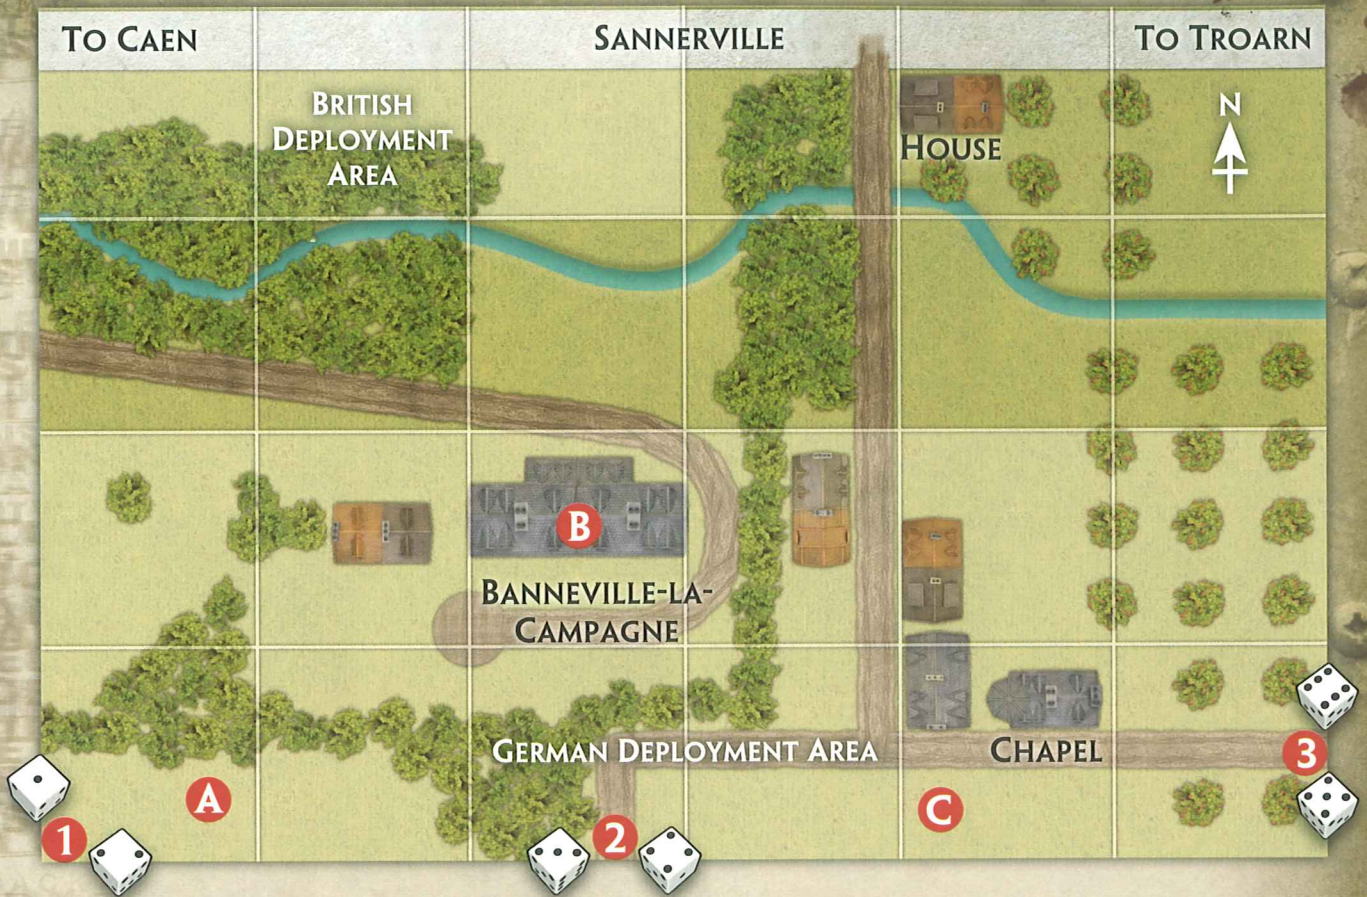 TO CAEN
SANNERVILLE
TO TROARN
BRITISH
DEPLOYMENT
AREA
N
HOUSE
B
BANNEVILLE-LA-
CAMPAGNE
GERMAN DEPLOYMENT AREA
CHAPEL
3
A
C
1
2